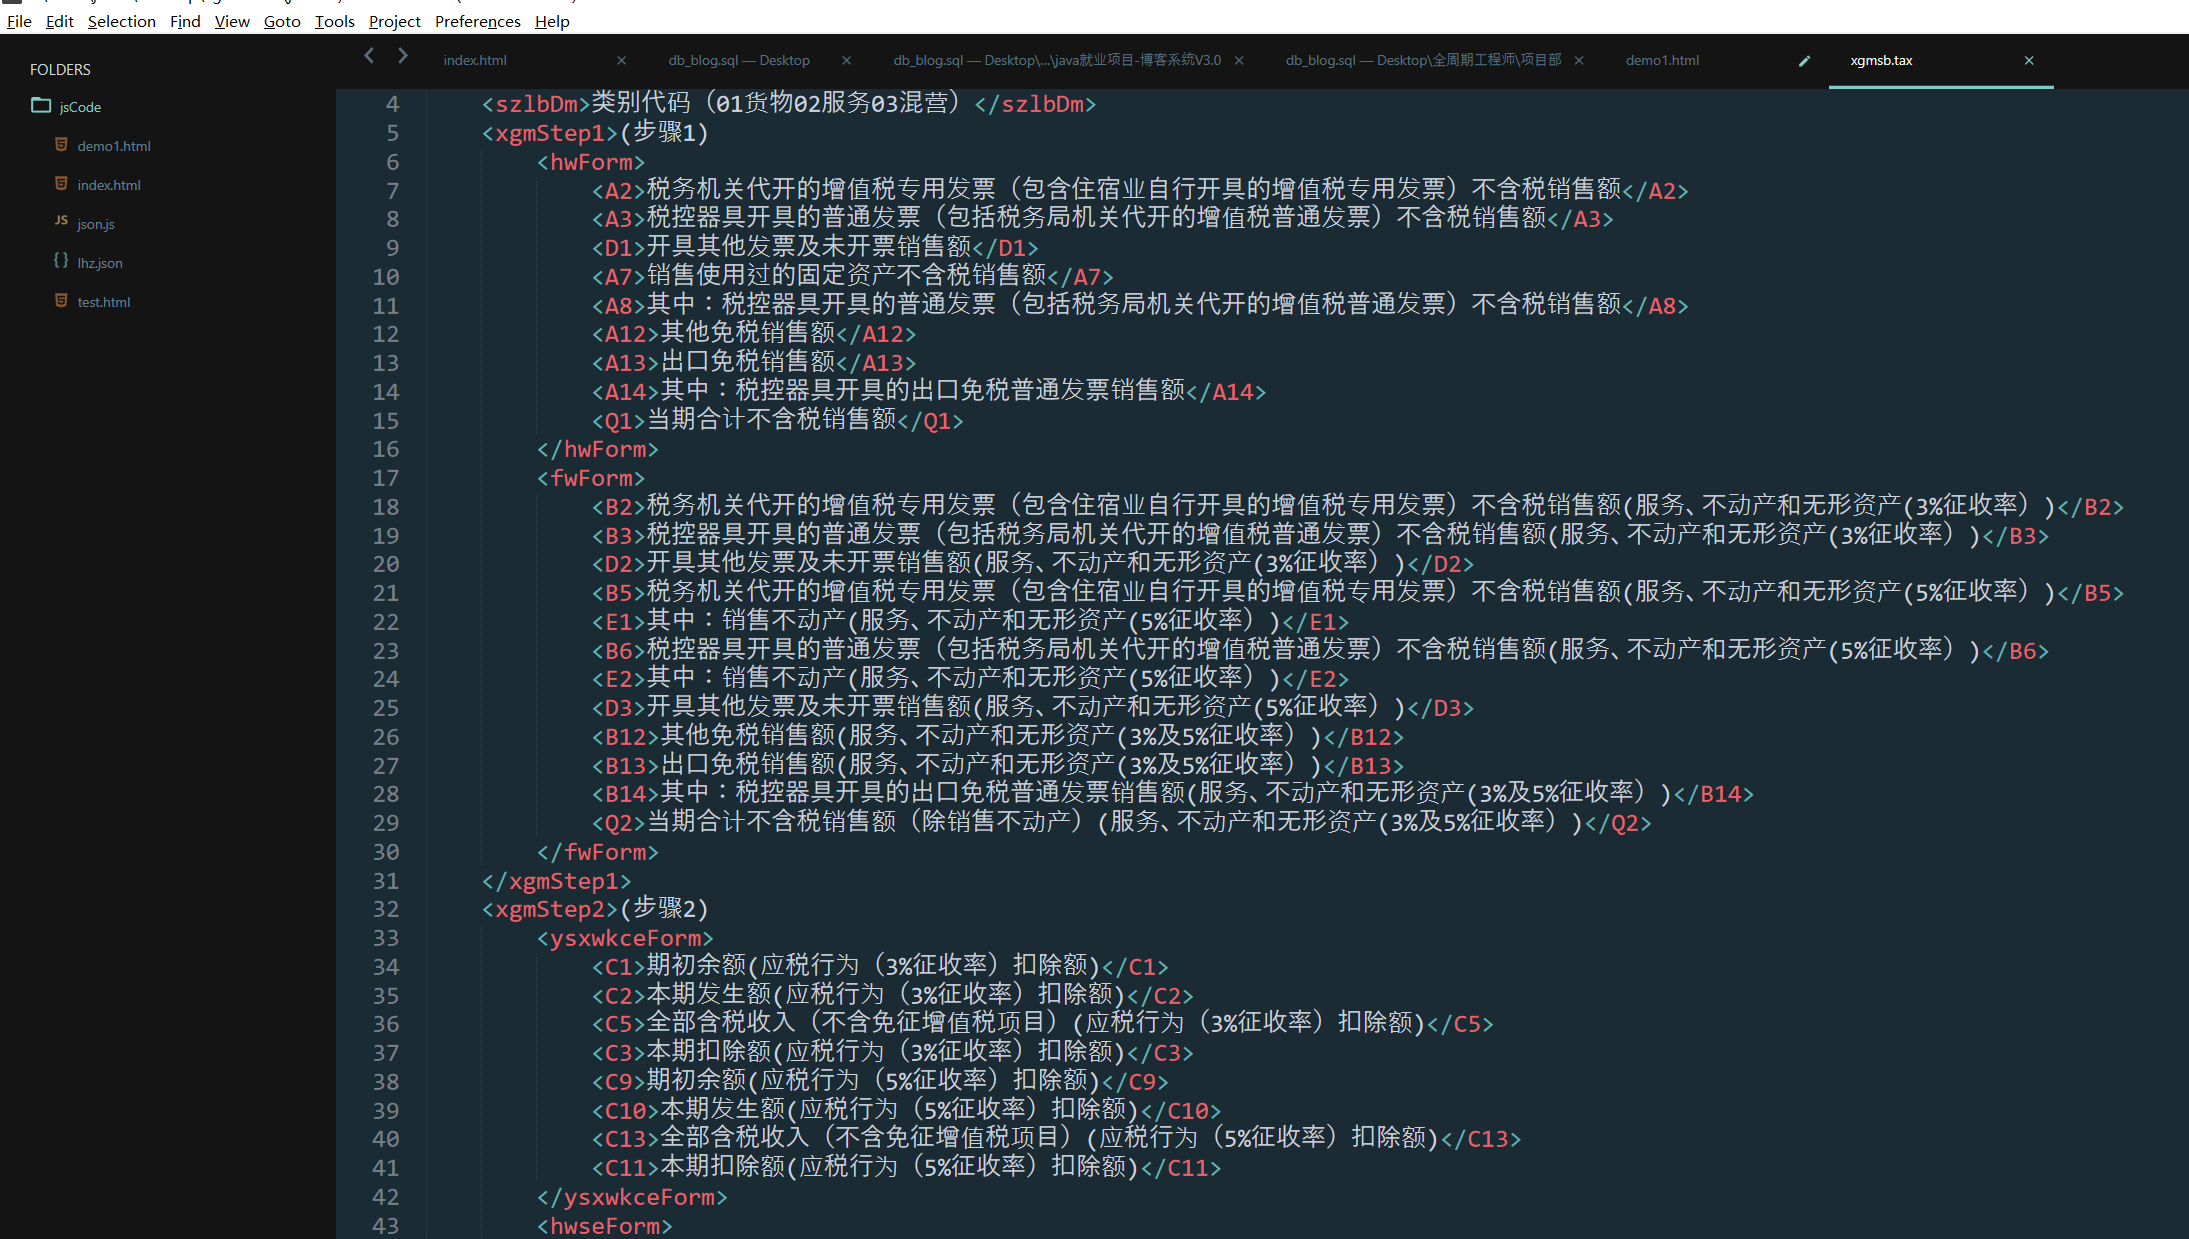 File Edit Selection Find View Goto Tools Project Preferences Help
FOLDERS
jsCode
demo1.html
index.html
json.js
lhz.json
test.html
index.html × db_blog.sql — Desktop × db_blog.sql — Desktop\...\java就业项目-博客系统V3.0 × db_blog.sql — Desktop\全周期工程师\项目部 × demo1.html xgmsb.tax ×
4 <szlbDm>类别代码（01货物02服务03混营）</szlbDm>
5 <xgmStep1>(步骤1)
6 <hwForm>
7 <A2>税务机关代开的增值税专用发票（包含住宿业自行开具的增值税专用发票）不含税销售额</A2>
8 <A3>税控器具开具的普通发票（包括税务局机关代开的增值税普通发票）不含税销售额</A3>
9 <D1>开具其他发票及未开票销售额</D1>
10 <A7>销售使用过的固定资产不含税销售额</A7>
11 <A8>其中：税控器具开具的普通发票（包括税务局机关代开的增值税普通发票）不含税销售额</A8>
12 <A12>其他免税销售额</A12>
13 <A13>出口免税销售额</A13>
14 <A14>其中：税控器具开具的出口免税普通发票销售额</A14>
15 <Q1>当期合计不含税销售额</Q1>
16 </hwForm>
17 <fwForm>
18 <B2>税务机关代开的增值税专用发票（包含住宿业自行开具的增值税专用发票）不含税销售额(服务、不动产和无形资产(3%征收率）)</B2>
19 <B3>税控器具开具的普通发票（包括税务局机关代开的增值税普通发票）不含税销售额(服务、不动产和无形资产(3%征收率）)</B3>
20 <D2>开具其他发票及未开票销售额(服务、不动产和无形资产(3%征收率）)</D2>
21 <B5>税务机关代开的增值税专用发票（包含住宿业自行开具的增值税专用发票）不含税销售额(服务、不动产和无形资产(5%征收率）)</B5>
22 <E1>其中：销售不动产(服务、不动产和无形资产(5%征收率）)</E1>
23 <B6>税控器具开具的普通发票（包括税务局机关代开的增值税普通发票）不含税销售额(服务、不动产和无形资产(5%征收率）)</B6>
24 <E2>其中：销售不动产(服务、不动产和无形资产(5%征收率）)</E2>
25 <D3>开具其他发票及未开票销售额(服务、不动产和无形资产(5%征收率）)</D3>
26 <B12>其他免税销售额(服务、不动产和无形资产(3%及5%征收率）)</B12>
27 <B13>出口免税销售额(服务、不动产和无形资产(3%及5%征收率）)</B13>
28 <B14>其中：税控器具开具的出口免税普通发票销售额(服务、不动产和无形资产(3%及5%征收率）)</B14>
29 <Q2>当期合计不含税销售额（除销售不动产）(服务、不动产和无形资产(3%及5%征收率）)</Q2>
30 </fwForm>
31 </xgmStep1>
32 <xgmStep2>(步骤2)
33 <ysxwkceForm>
34 <C1>期初余额(应税行为（3%征收率）扣除额)</C1>
35 <C2>本期发生额(应税行为（3%征收率）扣除额)</C2>
36 <C5>全部含税收入（不含免征增值税项目）(应税行为（3%征收率）扣除额)</C5>
37 <C3>本期扣除额(应税行为（3%征收率）扣除额)</C3>
38 <C9>期初余额(应税行为（5%征收率）扣除额)</C9>
39 <C10>本期发生额(应税行为（5%征收率）扣除额)</C10>
40 <C13>全部含税收入（不含免征增值税项目）(应税行为（5%征收率）扣除额)</C13>
41 <C11>本期扣除额(应税行为（5%征收率）扣除额)</C11>
42 </ysxwkceForm>
43 <hwseForm>